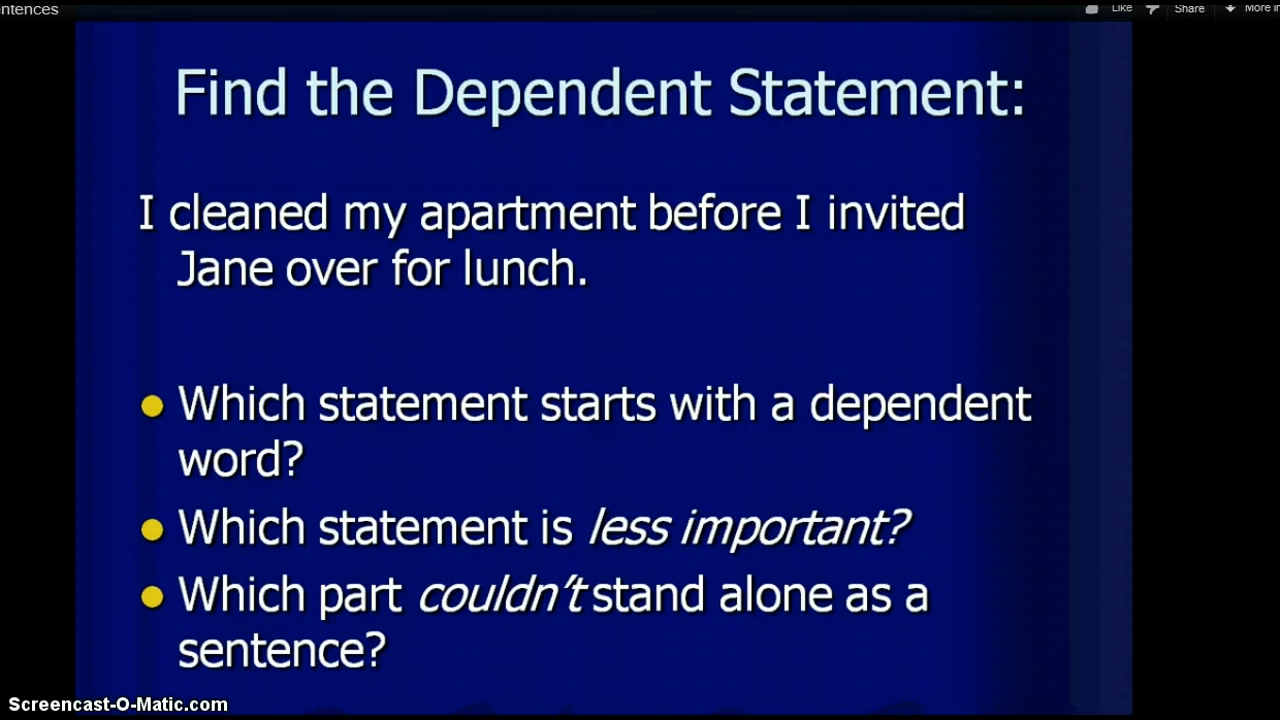 ntences
Like
Share
More in
Find the Dependent Statement:
I cleaned my apartment before I invited
Jane over for lunch.
Which statement starts with a dependent
word?
Which statement is less important?
Which part couldn't stand alone as a
sentence?
Screencast-O-Matic.com